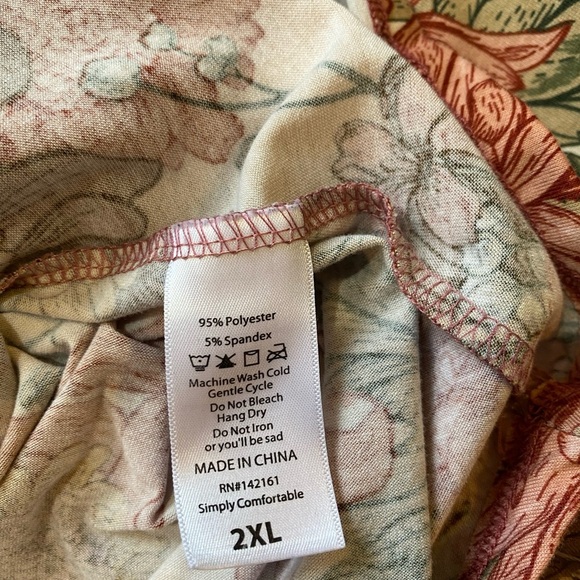 95% Polyester
5% Spandex
Machine Wash Cold
Gentle Cycle
Do Not Bleach
Hang Dry
Do Not Iron
or you'll be sad
MADE IN CHINA
RN#142161
Simply Comfortable
2XL